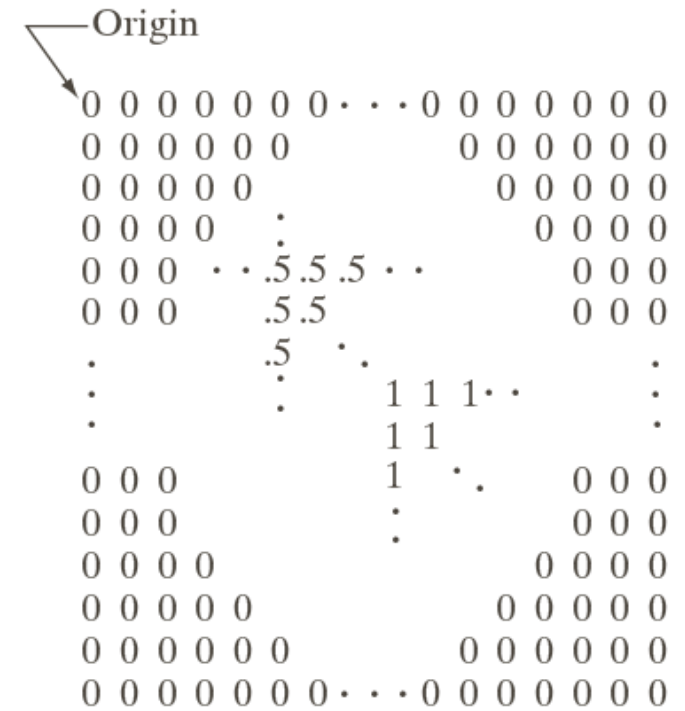 Origin
0 0 0 0 0 0 0 · · · 0 0 0 0 0 0 0
0 0 0 0 0 0 0 0 0 0 0 0
0 0 0 0 0 0 0 0 0 0
0 0 0 0 · 0 0 0 0
·
0 0 0 · · .5 .5 .5 · · 0 0 0
0 0 0 .5 .5 0 0 0
· .5 · · ·
· · 1 1 1 · · ·
· · 1 1 ·
0 0 0 1 · · 0 0 0
0 0 0 · 0 0 0
·
0 0 0 0 0 0 0 0
0 0 0 0 0 0 0 0 0 0
0 0 0 0 0 0 0 0 0 0 0 0
0 0 0 0 0 0 0 · · · 0 0 0 0 0 0 0